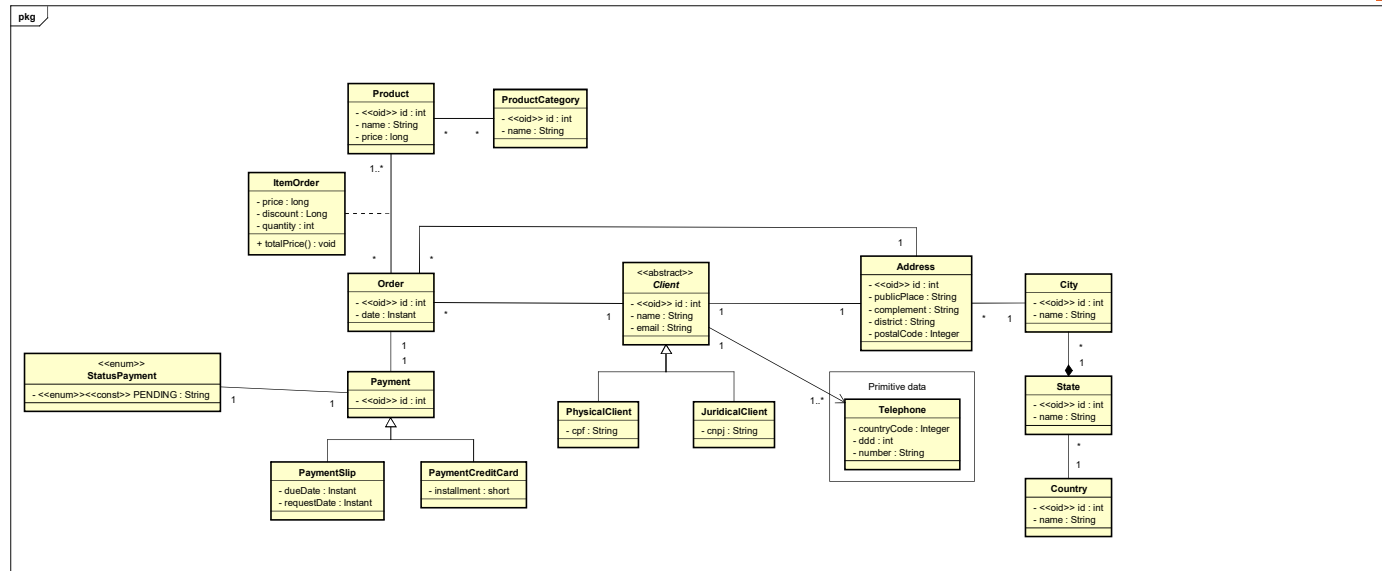 pkg
Product
- <<oid>> id : int
- name : String
- price : long
ProductCategory
- <<oid>> id : int
- name : String
*
*
1..*
ItemOrder
- price : long
- discount : Long
- quantity : int
+ totalPrice() : void
*
*
1
Order
- <<oid>> id : int
- date : Instant
*
1
<<abstract>>
Client
- <<oid>> id : int
- name : String
- email : String
1
1
Address
- <<oid>> id : int
- publicPlace : String
- complement : String
- district : String
- postalCode : Integer
*
1
City
- <<oid>> id : int
- name : String
1
1
1
*
1
<<enum>>
StatusPayment
- <<enum>><<const>> PENDING : String
1
1
Payment
- <<oid>> id : int
PhysicalClient
- cpf : String
JuridicalClient
- cnpj : String
Primitive data
1..*
Telephone
- countryCode : Integer
- ddd : int
- number : String
State
- <<oid>> id : int
- name : String
*
1
PaymentSlip
- dueDate : Instant
- requestDate : Instant
PaymentCreditCard
- installment : short
Country
- <<oid>> id : int
- name : String